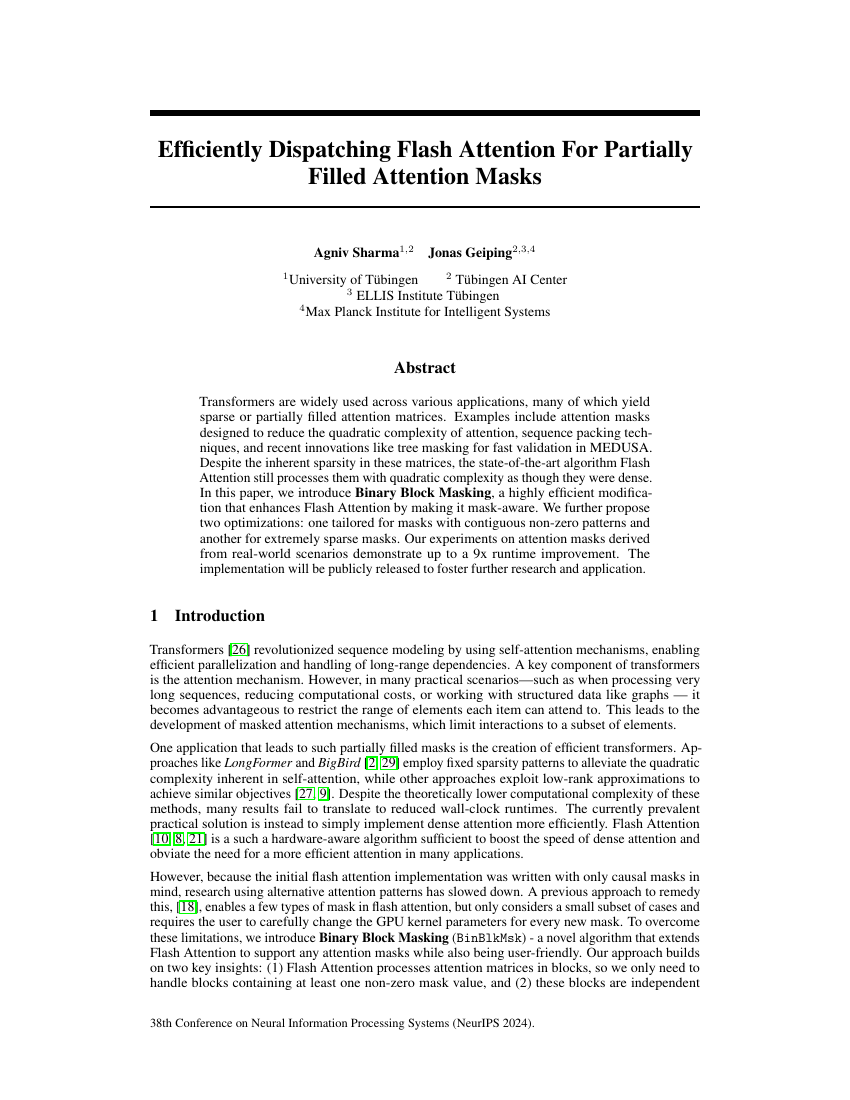 Efficiently Dispatching Flash Attention For Partially
Filled Attention Masks
Agniv Sharma1,2 Jonas Geiping2,3,4
1University of Tübingen 2 Tübingen AI Center
3 ELLIS Institute Tübingen
4Max Planck Institute for Intelligent Systems
Abstract
Transformers are widely used across various applications, many of which yield
sparse or partially filled attention matrices. Examples include attention masks
designed to reduce the quadratic complexity of attention, sequence packing tech-
niques, and recent innovations like tree masking for fast validation in MEDUSA.
Despite the inherent sparsity in these matrices, the state-of-the-art algorithm Flash
Attention still processes them with quadratic complexity as though they were dense.
In this paper, we introduce Binary Block Masking, a highly efficient modifica-
tion that enhances Flash Attention by making it mask-aware. We further propose
two optimizations: one tailored for masks with contiguous non-zero patterns and
another for extremely sparse masks. Our experiments on attention masks derived
from real-world scenarios demonstrate up to a 9x runtime improvement. The
implementation will be publicly released to foster further research and application.
1 Introduction
Transformers [26] revolutionized sequence modeling by using self-attention mechanisms, enabling
efficient parallelization and handling of long-range dependencies. A key component of transformers
is the attention mechanism. However, in many practical scenarios—such as when processing very
long sequences, reducing computational costs, or working with structured data like graphs — it
becomes advantageous to restrict the range of elements each item can attend to. This leads to the
development of masked attention mechanisms, which limit interactions to a subset of elements.
One application that leads to such partially filled masks is the creation of efficient transformers. Ap-
proaches like LongFormer and BigBird [2, 29] employ fixed sparsity patterns to alleviate the quadratic
complexity inherent in self-attention, while other approaches exploit low-rank approximations to
achieve similar objectives [27, 9]. Despite the theoretically lower computational complexity of these
methods, many results fail to translate to reduced wall-clock runtimes. The currently prevalent
practical solution is instead to simply implement dense attention more efficiently. Flash Attention
[10, 8, 21] is a such a hardware-aware algorithm sufficient to boost the speed of dense attention and
obviate the need for a more efficient attention in many applications.
However, because the initial flash attention implementation was written with only causal masks in
mind, research using alternative attention patterns has slowed down. A previous approach to remedy
this, [18], enables a few types of mask in flash attention, but only considers a small subset of cases and
requires the user to carefully change the GPU kernel parameters for every new mask. To overcome
these limitations, we introduce Binary Block Masking (BinBlkMsk) - a novel algorithm that extends
Flash Attention to support any attention masks while also being user-friendly. Our approach builds
on two key insights: (1) Flash Attention processes attention matrices in blocks, so we only need to
handle blocks containing at least one non-zero mask value, and (2) these blocks are independent
38th Conference on Neural Information Processing Systems (NeurIPS 2024).